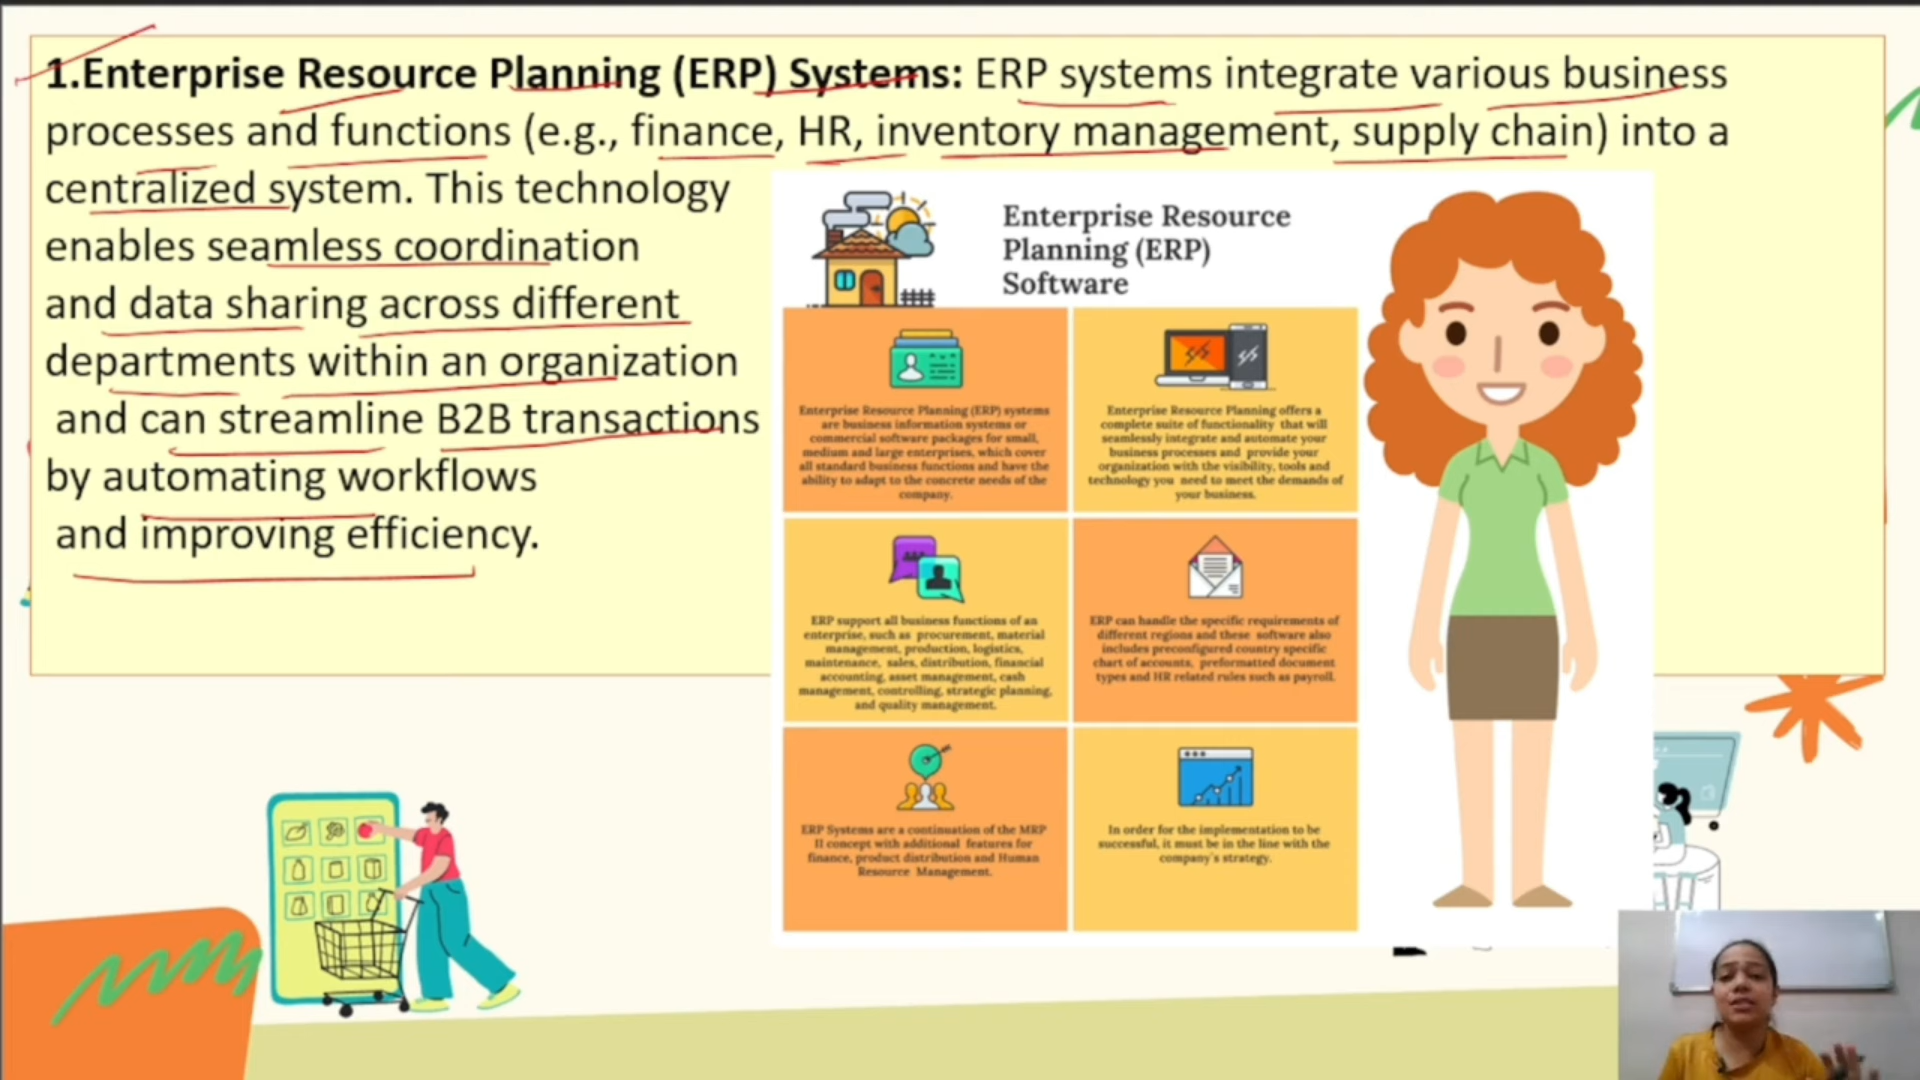 1.Enterprise Resource Planning (ERP) Systems: ERP systems integrate various business
processes and functions (e.g., finance, HR, inventory management, supply chain) into a
centralized system. This technology
enables seamless coordination
and data sharing across different
departments within an organization
and can streamline B2B transactions
by automating workflows
and improving efficiency.
Enterprise Resource
Planning (ERP)
Software
Enterprise Resource Planning (ERP) systems
are business information systems or
commercial software packages for small,
medium and large enterprises, which cover
all standard business functions and have the
ability to adapt to the concrete needs of the
company.
Enterprise Resource Planning offers a
complete suite of functionality that will
seamlessly integrate and automate your
business processes and provide your
organization with the visibility, tools and
technology you need to meet the demands of
your business.
ERP support all business functions of an
enterprise, such as procurement, material
management, production, logistics,
maintenance, sales, distribution, financial
accounting, asset management, cash
management, controlling, strategic planning,
and quality management.
ERP can handle the specific requirements of
different regions and these software also
includes preconfigured country specific
chart of accounts, preformatted document
types and HR related rules such as payroll.
ERP Systems are a continuation of the MRP
II concept with additional features for
finance, product distribution and Human
Resource Management.
In order for the implementation to be
successful, it must be in the line with the
company's strategy.